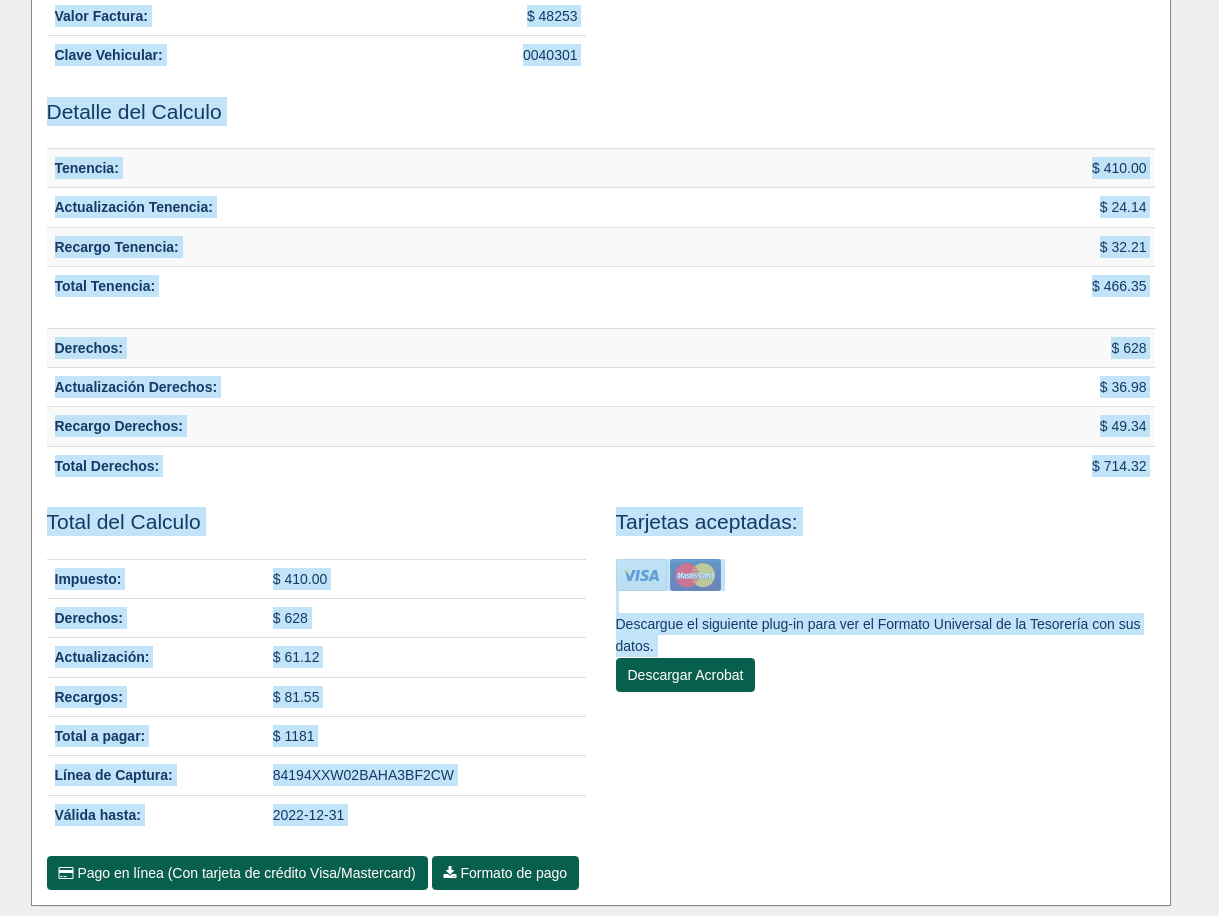 Valor Factura: $ 48253
Clave Vehicular: 0040301
Detalle del Calculo
Tenencia: $ 410.00
Actualización Tenencia: $ 24.14
Recargo Tenencia: $ 32.21
Total Tenencia: $ 466.35
Derechos: $ 628
Actualización Derechos: $ 36.98
Recargo Derechos: $ 49.34
Total Derechos: $ 714.32
Total del Calculo
Impuesto: $ 410.00
Derechos: $ 628
Actualización: $ 61.12
Recargos: $ 81.55
Total a pagar: $ 1181
Línea de Captura: 84194XXW02BAHA3BF2CW
Válida hasta: 2022-12-31
Tarjetas aceptadas:
VISA MasterCard
Descargue el siguiente plug-in para ver el Formato Universal de la Tesorería con sus
datos.
Descargar Acrobat
Pago en línea (Con tarjeta de crédito Visa/Mastercard) Formato de pago